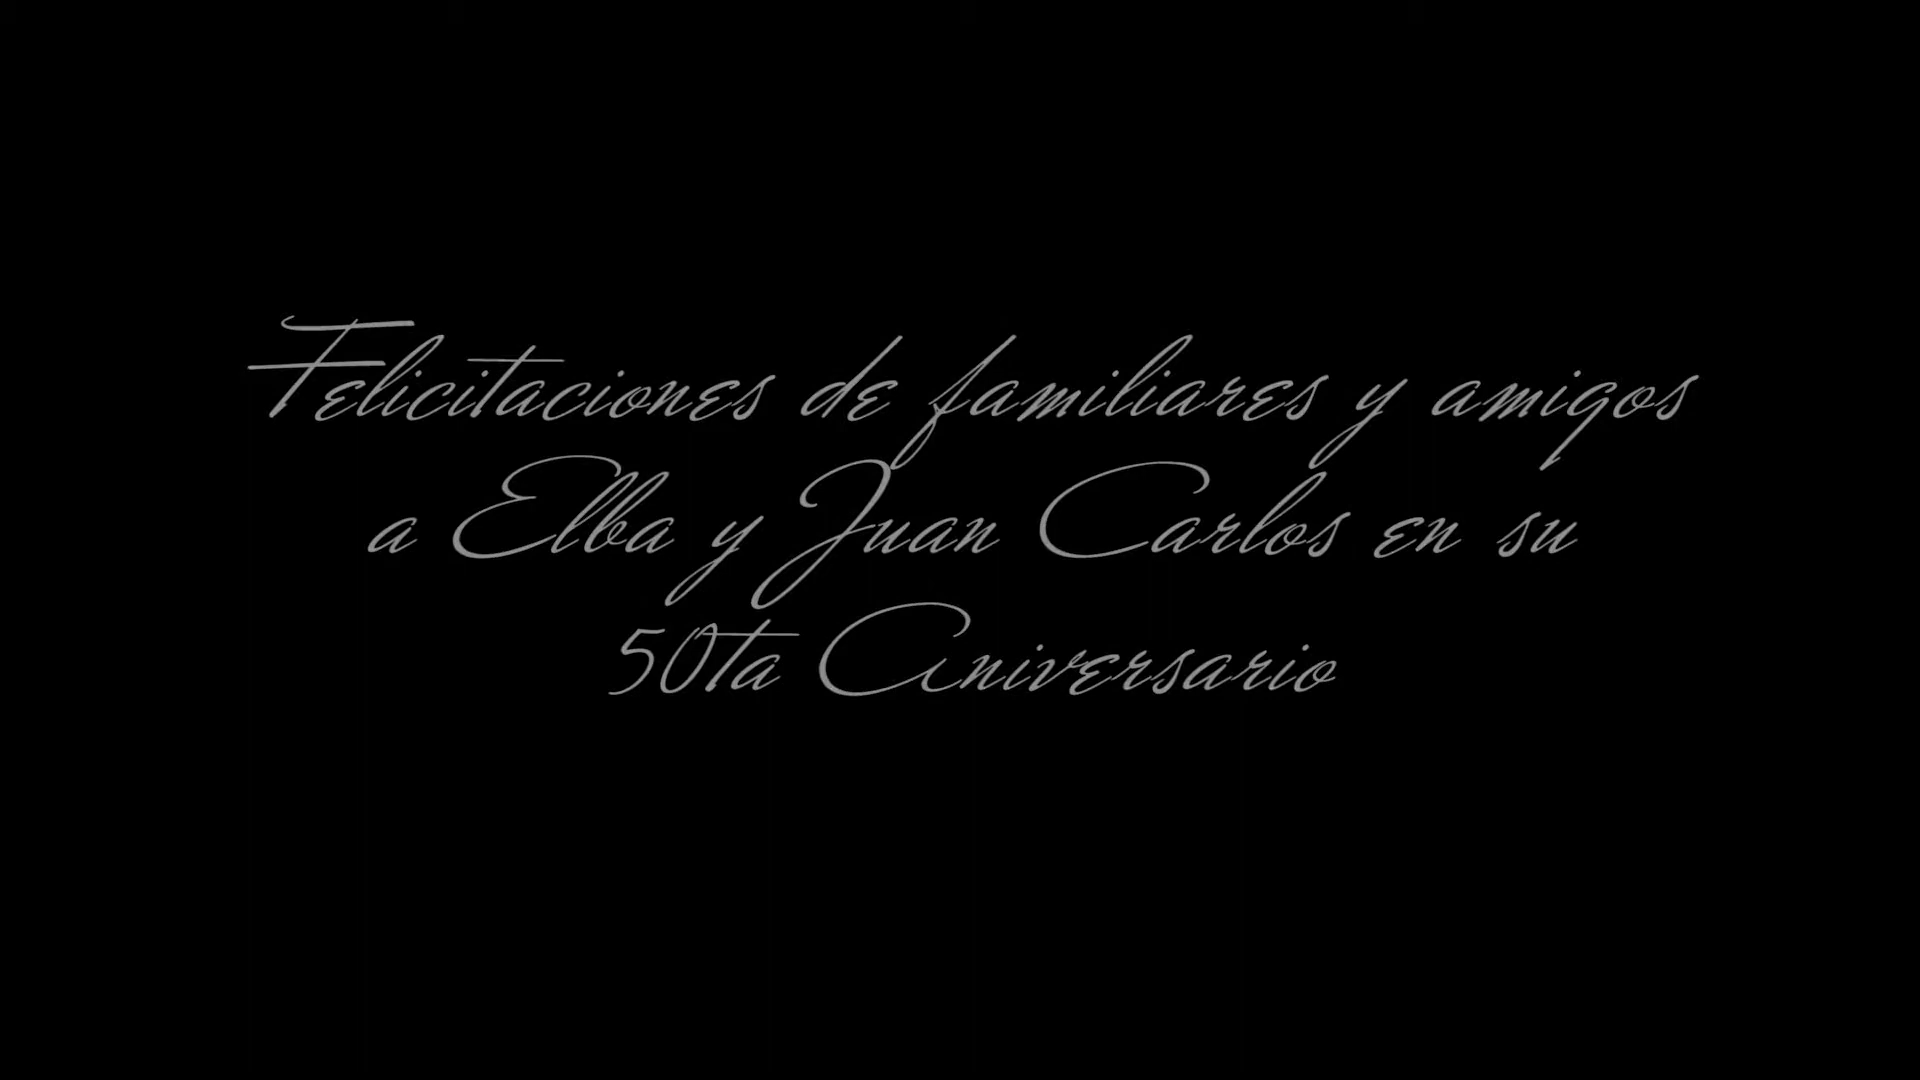 Felicitaciones de familiares y amigos
a Elba y Juan Carlos en su
50ta Aniversario